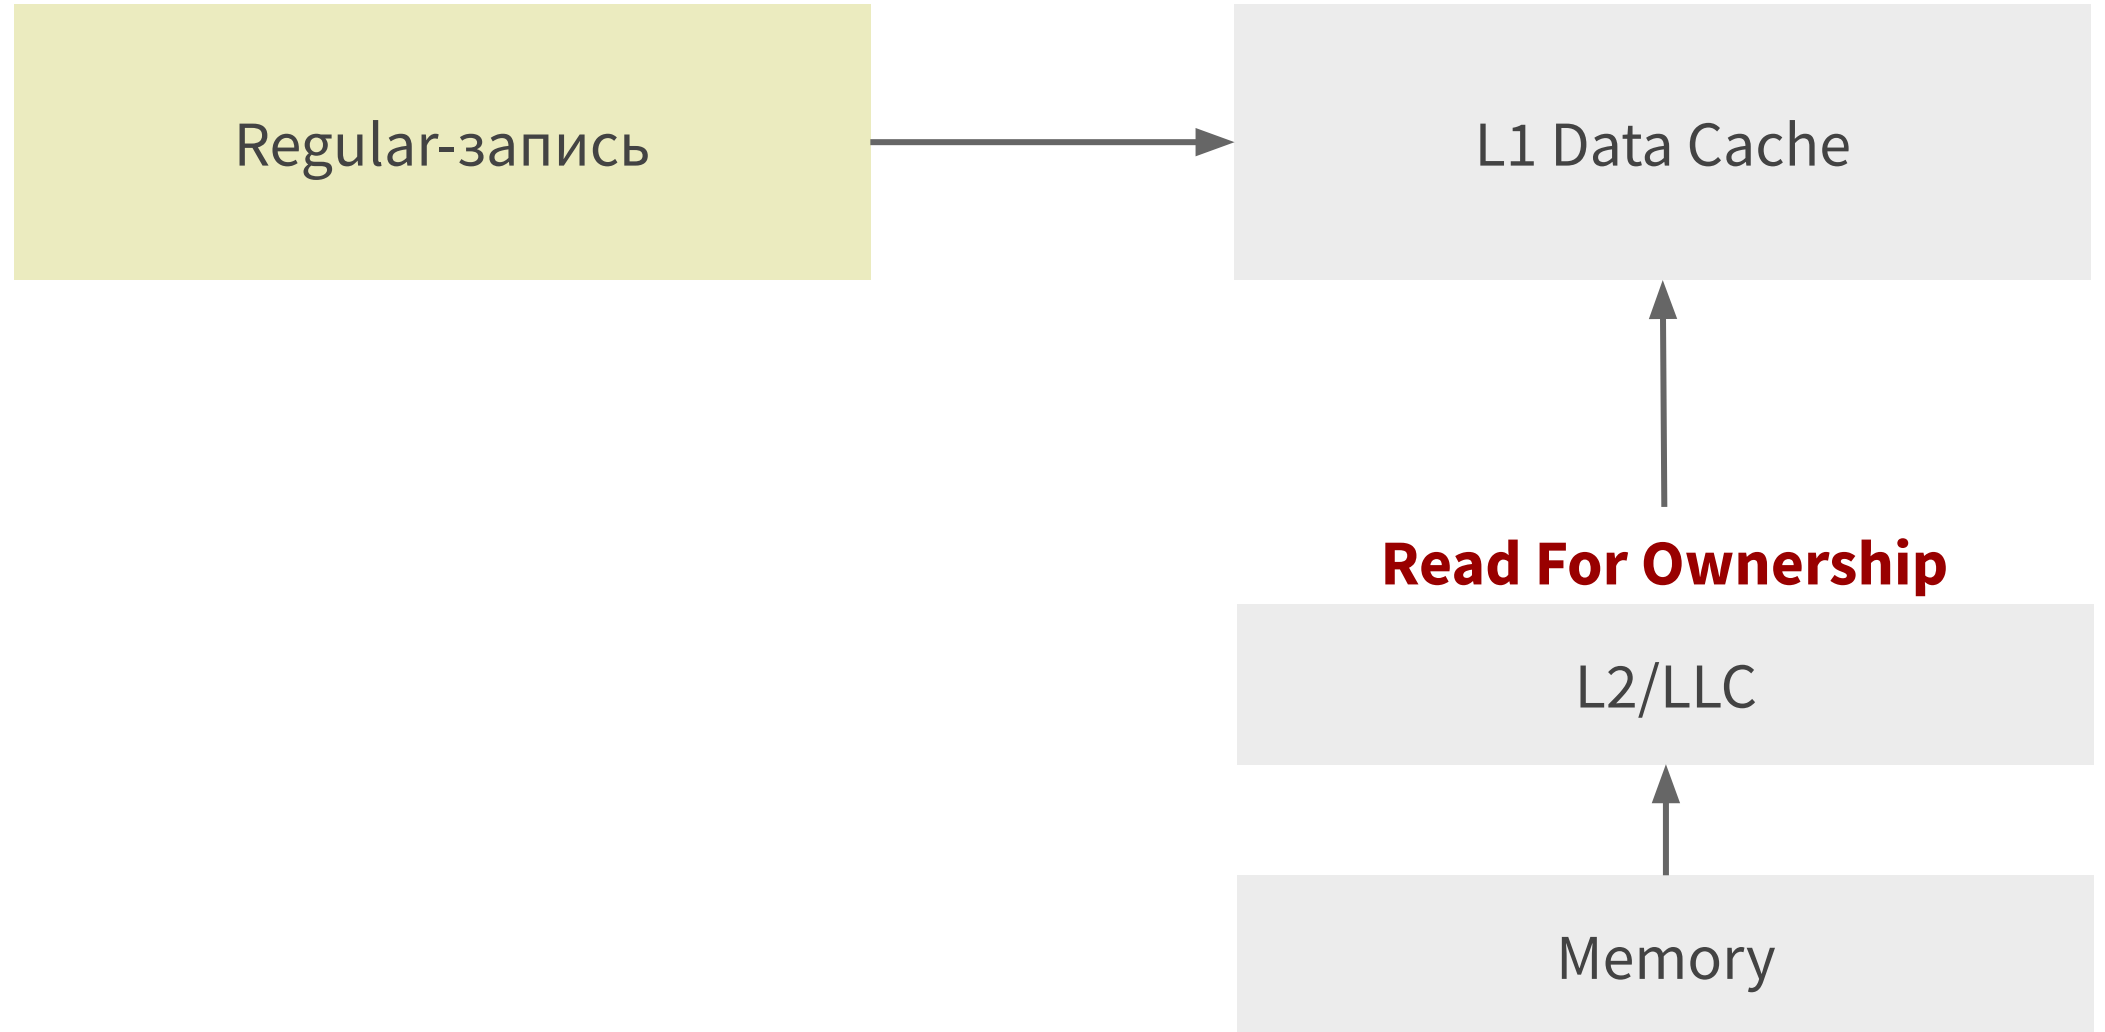 Regular-запись
L1 Data Cache
Read For Ownership
L2/LLC
Memory